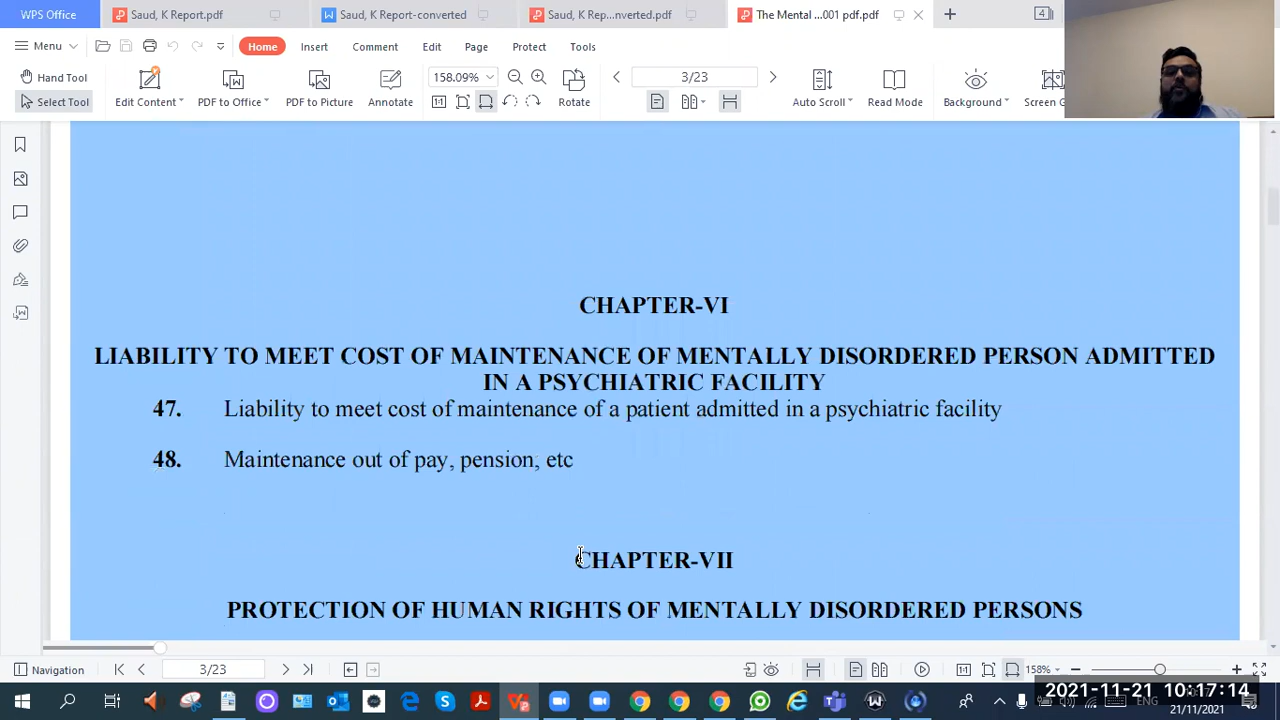 WPS Office
Saud, K Report.pdf
Saud, K Report-converted
Saud, K Rep...nverted.pdf
The Mental ...001 pdf.pdf
4
Menu
Home
Insert
Comment
Edit
Page
Protect
Tools
Hand Tool
Select Tool
Edit Content
PDF to Office
PDF to Picture
Annotate
158.09%
Rotate
3/23
Auto Scroll
Read Mode
Background
Screen G
CHAPTER-VI
LIABILITY TO MEET COST OF MAINTENANCE OF MENTALLY DISORDERED PERSON ADMITTED
IN A PSYCHIATRIC FACILITY
47. Liability to meet cost of maintenance of a patient admitted in a psychiatric facility
48. Maintenance out of pay, pension, etc
CHAPTER-VII
PROTECTION OF HUMAN RIGHTS OF MENTALLY DISORDERED PERSONS
Navigation
3/23
158%
ENG
2021-11-21 10:17:14
21/11/2021